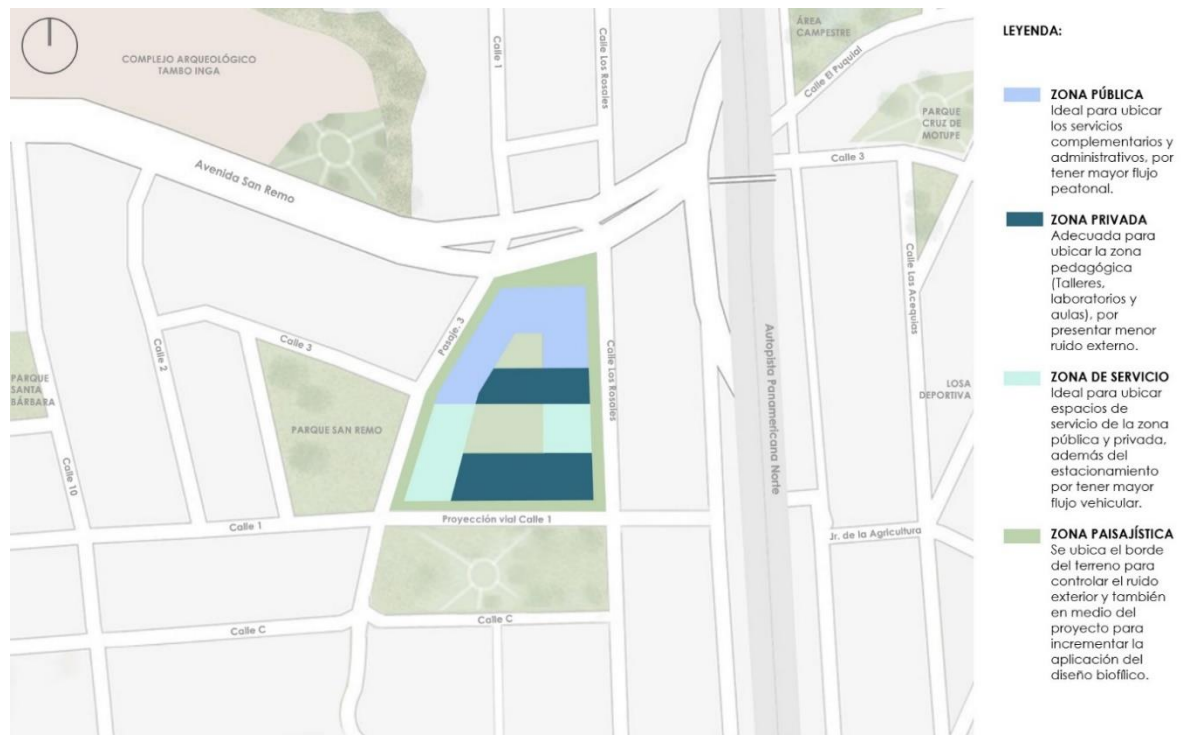 COMPLEJO ARQUEOLÓGICO
TAMBO INGA
Calle 1
Calle Los Rosales
ÁREA
CAMPESTRE
Calle El Puquial
PARQUE
CRUZ DE
MOTUPE
Avenida San Remo
Calle 3
Calle Las Acequias
Pasaje. 3
Calle 3
Calle 2
Calle Los Rosales
Autopista Panamericana Norte
PARQUE
SANTA
BÁRBARA
LOSA
DEPORTIVA
PARQUE SAN REMO
Calle 10
Calle 1
Proyección vial Calle 1
Jr. de la Agricultura
Calle C
Calle C
LEYENDA:
ZONA PÚBLICA
Ideal para ubicar
los servicios
complementarios y
administrativos, por
tener mayor flujo
peatonal.
ZONA PRIVADA
Adecuada para
ubicar la zona
pedagógica
(Talleres,
laboratorios y
aulas), por
presentar menor
ruido externo.
ZONA DE SERVICIO
Ideal para ubicar
espacios de
servicio de la zona
pública y privada,
además del
estacionamiento
por tener mayor
flujo vehicular.
ZONA PAISAJÍSTICA
Se ubica el borde
del terreno para
controlar el ruido
exterior y también
en medio del
proyecto para
incrementar la
aplicación del
diseño biofílico.